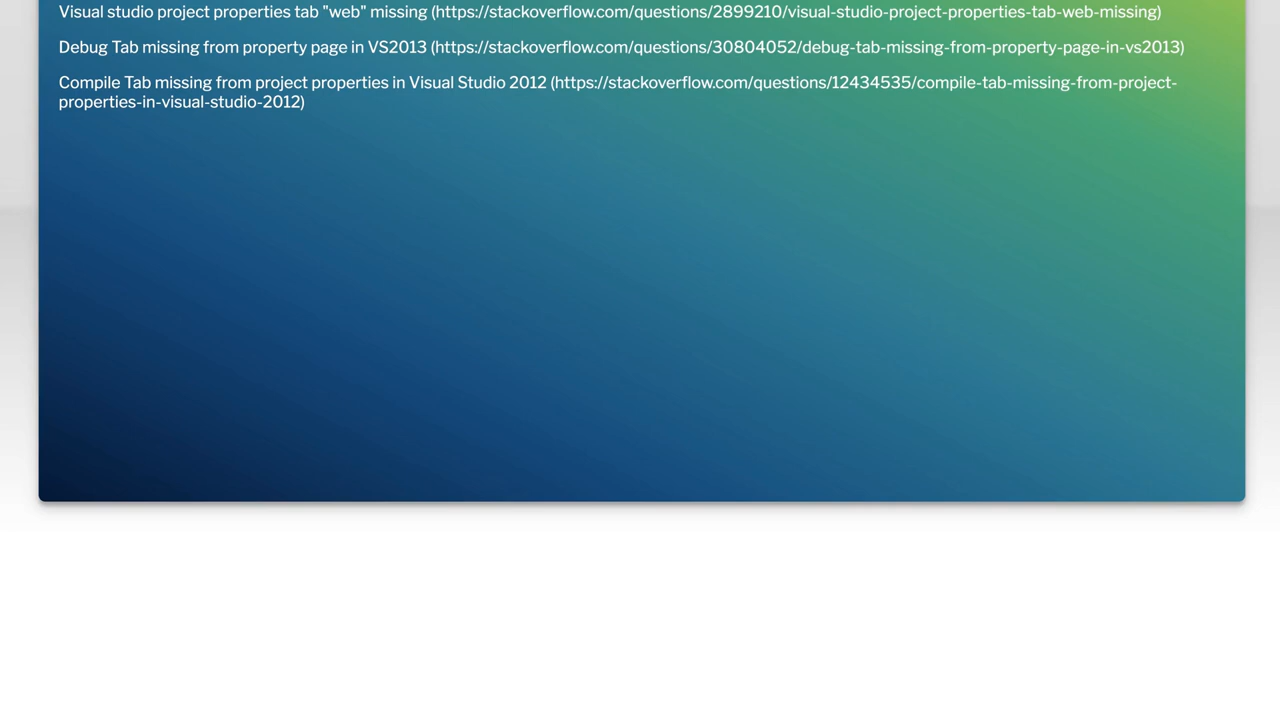 Visual studio project properties tab "web" missing (https://stackoverflow.com/questions/2899210/visual-studio-project-properties-tab-web-missing)
Debug Tab missing from property page in VS2013 (https://stackoverflow.com/questions/30804052/debug-tab-missing-from-property-page-in-vs2013)
Compile Tab missing from project properties in Visual Studio 2012 (https://stackoverflow.com/questions/12434535/compile-tab-missing-from-project-
properties-in-visual-studio-2012)